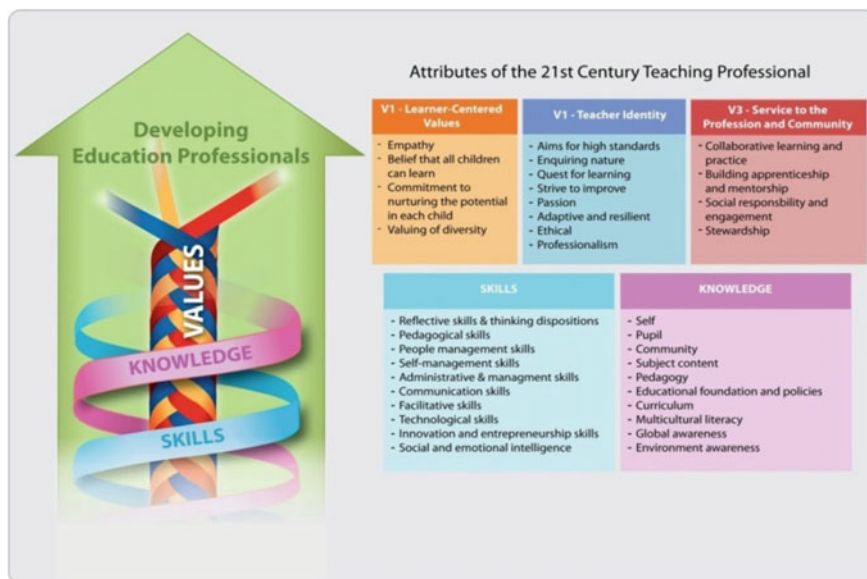 Developing
Education Professionals
VALUES
KNOWLEDGE
SKILLS
Attributes of the 21st Century Teaching Professional
V1 - Learner-Centered
Values
- Empathy
- Belief that all children
can learn
- Commitment to
nurturing the potential
in each child
- Valuing of diversity
V1 - Teacher Identity
- Aims for high standards
- Enquiring nature
- Quest for learning
- Strive to improve
- Passion
- Adaptive and resilient
- Ethical
- Professionalism
V3 - Service to the
Profession and Community
- Collaborative learning and
practice
- Building apprenticeship
and mentorship
- Social responsbility and
engagement
- Stewardship
SKILLS
- Reflective skills & thinking dispositions
- Pedagogical skills
- People management skills
- Self-management skills
- Administrative & managment skills
- Communication skills
- Facilitative skills
- Technological skills
- Innovation and entrepreneurship skills
- Social and emotional intelligence
KNOWLEDGE
- Self
- Pupil
- Community
- Subject content
- Pedagogy
- Educational foundation and policies
- Curriculum
- Multicultural literacy
- Global awareness
- Environment awareness